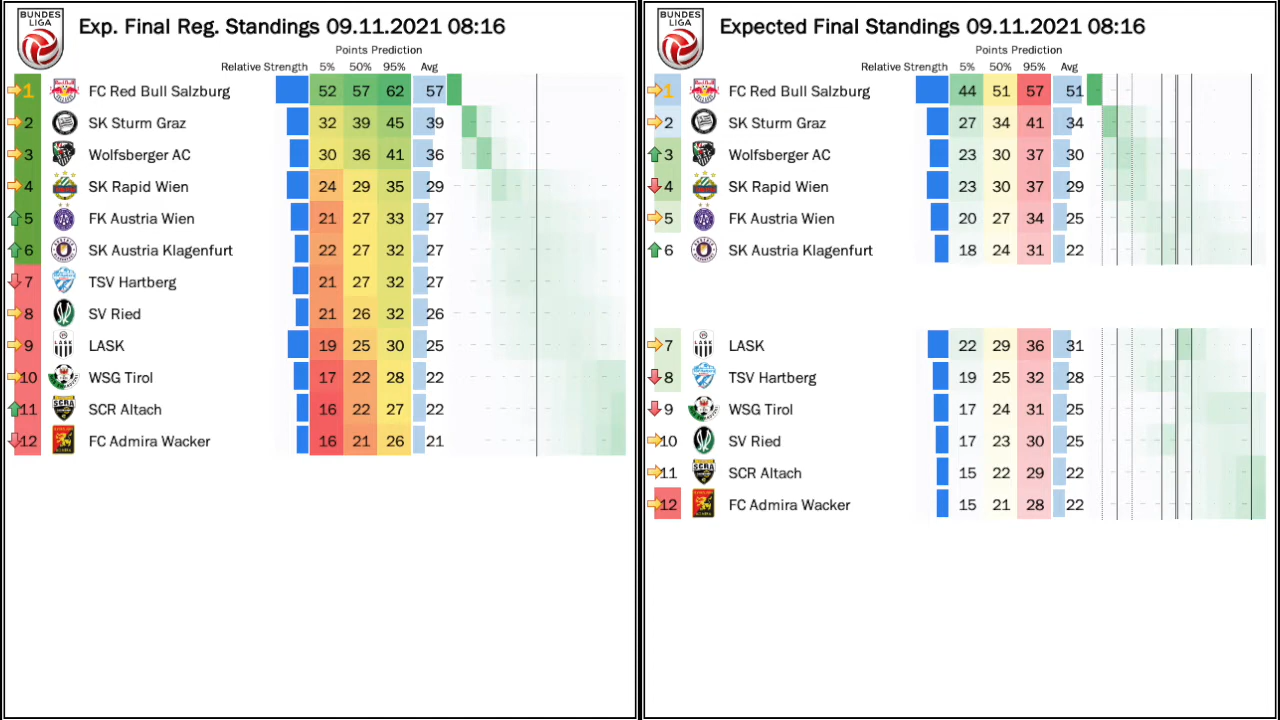 BUNDES
LIGA
Exp. Final Reg. Standings 09.11.2021 08:16
Points Prediction
Relative Strength 5% 50% 95% Avg
1 FC Red Bull Salzburg 52 57 62 57
2 SK Sturm Graz 32 39 45 39
3 Wolfsberger AC 30 36 41 36
4 SK Rapid Wien 24 29 35 29
5 FK Austria Wien 21 27 33 27
6 SK Austria Klagenfurt 22 27 32 27
7 TSV Hartberg 21 27 32 27
8 SV Ried 21 26 32 26
9 LASK 19 25 30 25
10 WSG Tirol 17 22 28 22
11 SCR Altach 16 22 27 22
12 FC Admira Wacker 16 21 26 21
BUNDES
LIGA
Expected Final Standings 09.11.2021 08:16
Points Prediction
Relative Strength 5% 50% 95% Avg
1 FC Red Bull Salzburg 44 51 57 51
2 SK Sturm Graz 27 34 41 34
3 Wolfsberger AC 23 30 37 30
4 SK Rapid Wien 23 30 37 29
5 FK Austria Wien 20 27 34 25
6 SK Austria Klagenfurt 18 24 31 22
7 LASK 22 29 36 31
8 TSV Hartberg 19 25 32 28
9 WSG Tirol 17 24 31 25
10 SV Ried 17 23 30 25
11 SCR Altach 15 22 29 22
12 FC Admira Wacker 15 21 28 22